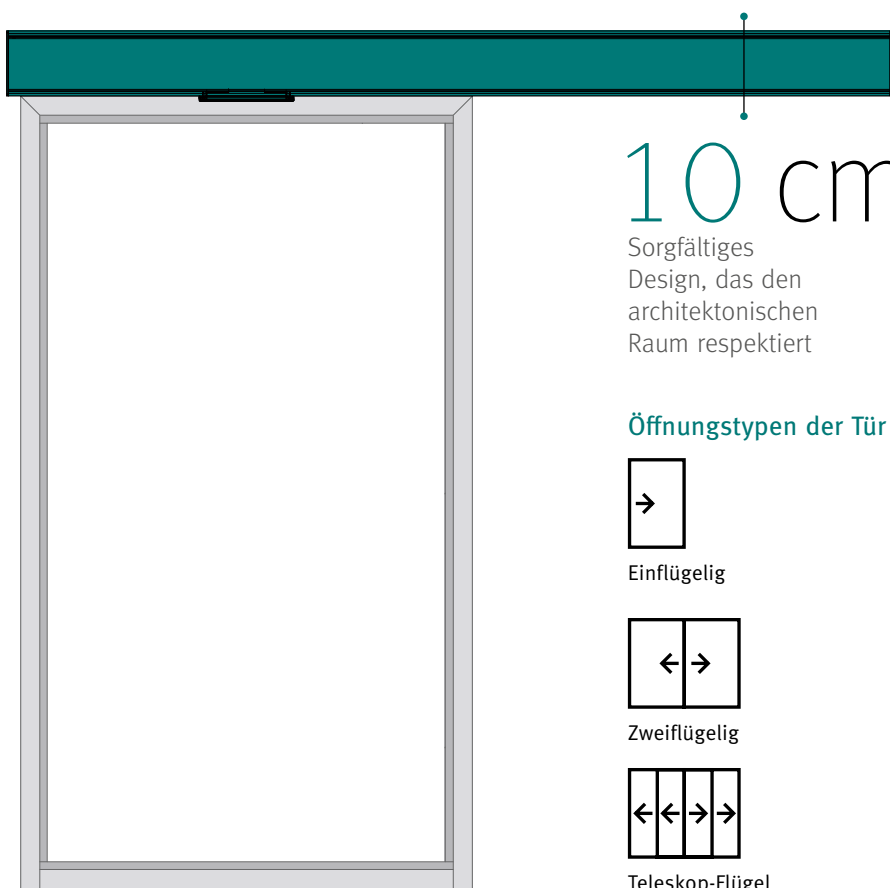 10 cm
Sorgfältiges
Design, das den
architektonischen
Raum respektiert
Öffnungstypen der Tür
Einflügelig
Zweiflügelig
Teleskop-Flügel